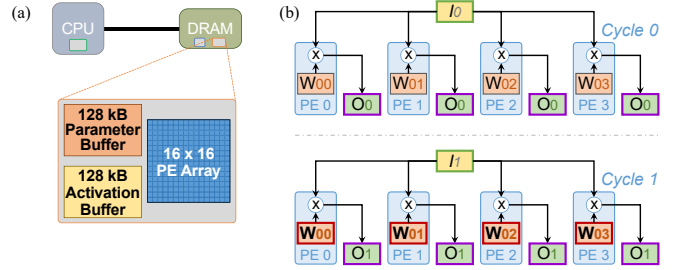 (a)
CPU
DRAM
128 kB
Parameter
Buffer
128 kB
Activation
Buffer
16 x 16
PE Array
(b)
I0
Cycle 0
X X X X
W00 W01 W02 W03
PE 0 O0 PE 1 O0 PE 2 O0 PE 3 O0
I1
Cycle 1
X X X X
W00 W01 W02 W03
PE 0 O1 PE 1 O1 PE 2 O1 PE 3 O1